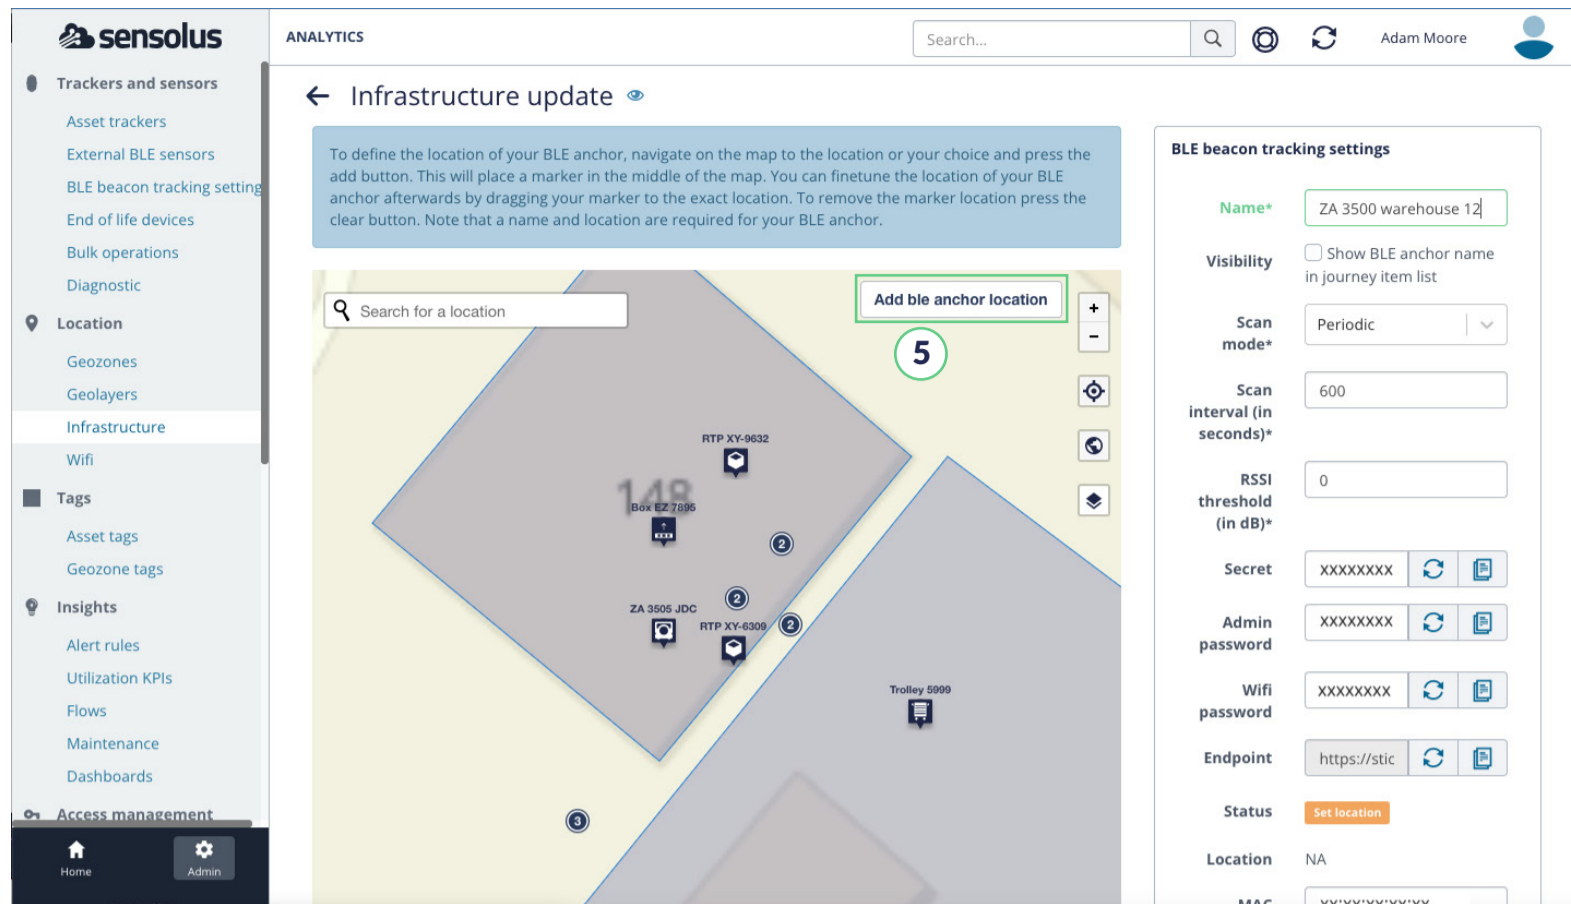 sensolus
ANALYTICS
Search...
Adam Moore
Trackers and sensors
Asset trackers
External BLE sensors
BLE beacon tracking setting
End of life devices
Bulk operations
Diagnostic
Location
Geozones
Geolayers
Infrastructure
Wifi
Tags
Asset tags
Geozone tags
Insights
Alert rules
Utilization KPIs
Flows
Maintenance
Dashboards
Access management
Home
Admin
Infrastructure update
To define the location of your BLE anchor, navigate on the map to the location or your choice and press the
add button. This will place a marker in the middle of the map. You can finetune the location of your BLE
anchor afterwards by dragging your marker to the exact location. To remove the marker location press the
clear button. Note that a name and location are required for your BLE anchor.
Search for a location
Add ble anchor location
5
+
-
RTP XY-9632
148
Box EZ 7895
2
2
ZA 3505 JDC
RTP XY-6309
2
Trolley 5999
3
BLE beacon tracking settings
Name*
ZA 3500 warehouse 12
Visibility
Show BLE anchor name
in journey item list
Scan
mode*
Periodic
Scan
interval (in
seconds)*
600
RSSI
threshold
(in dB)*
0
Secret
xxxxxxxx
Admin
password
xxxxxxxx
Wifi
password
xxxxxxxx
Endpoint
https://stic
Status
Set location
Location
NA